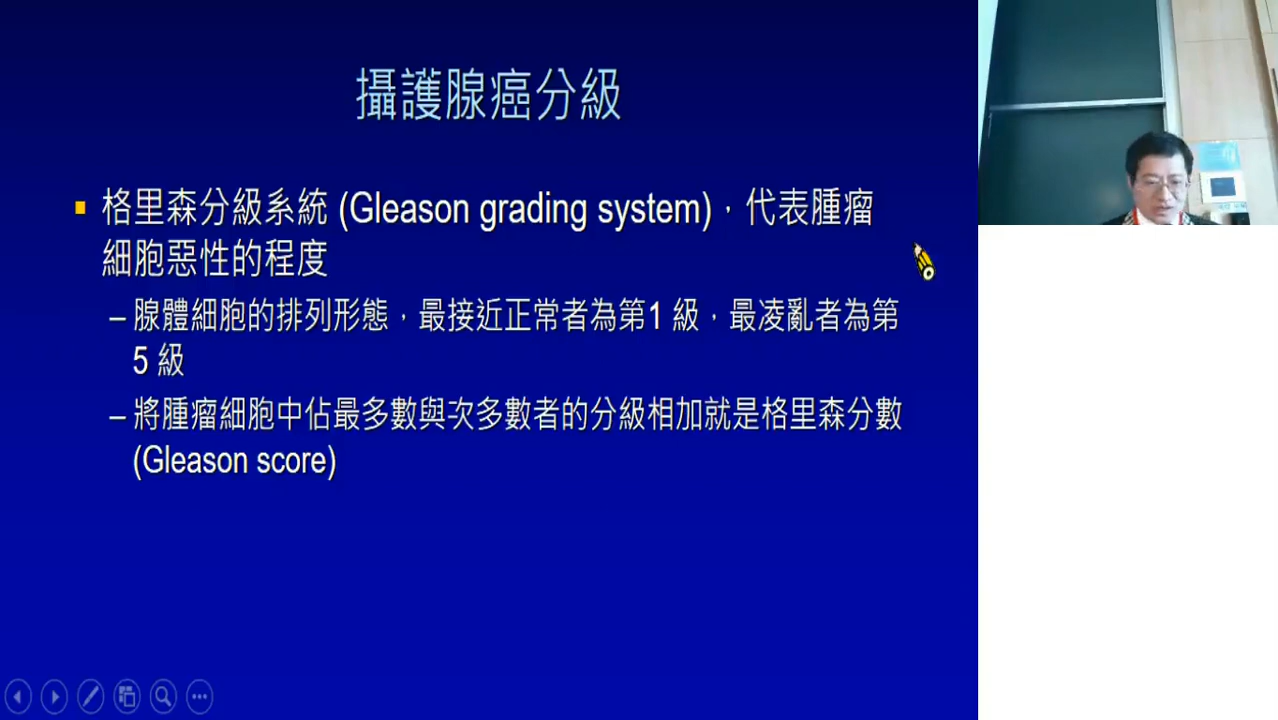 攝護腺癌分級
格里森分級系統 (Gleason grading system)，代表腫瘤
細胞惡性的程度
– 腺體細胞的排列形態，最接近正常者為第1 級，最凌亂者為第
5 級
– 將腫瘤細胞中佔最多數與次多數者的分級相加就是格里森分數
(Gleason score)